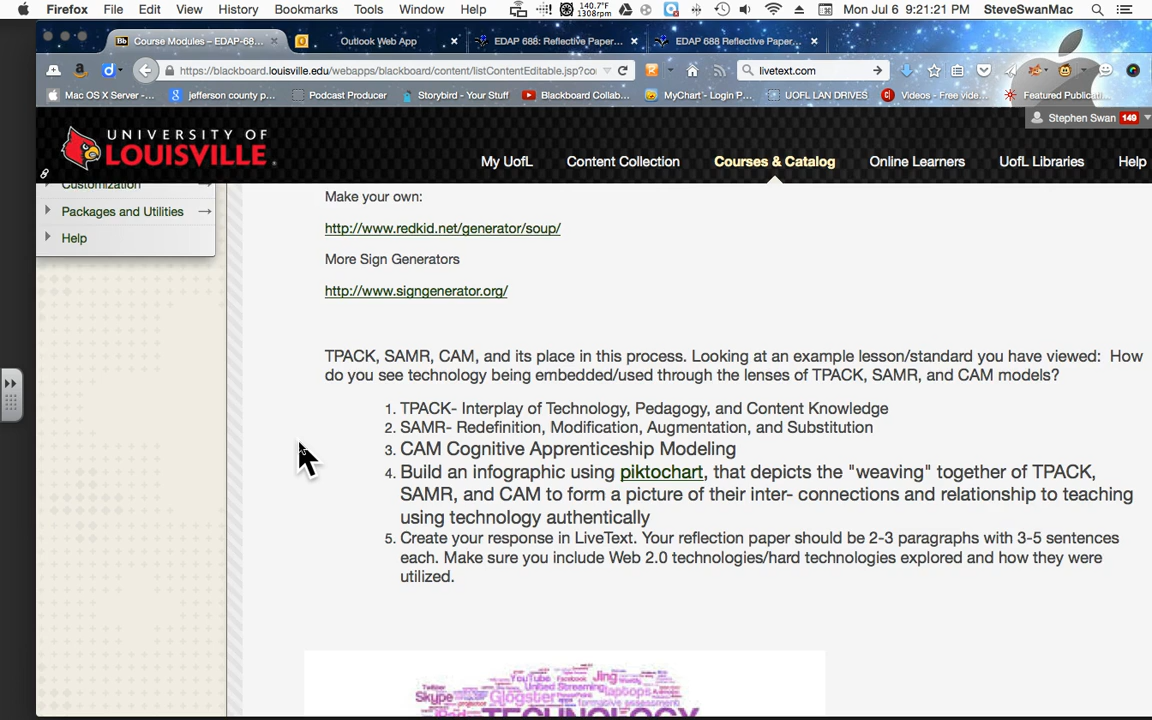 Firefox File Edit View History Bookmarks Tools Window Help 140.7°F 1308rpm Mon Jul 6 9:21:21 PM SteveSwanMac
Bb Course Modules – EDAP-68... × Outlook Web App × EDAP 688: Reflective Paper... × EDAP 688 Reflective Paper... ×
https://blackboard.louisville.edu/webapps/blackboard/content/listContentEditable.jsp?co livetext.com
Mac OS X Server -... jefferson county p... Podcast Producer Storybird - Your Stuff Blackboard Collab... MyChart - Login P... UOFL LAN DRIVES Videos - Free vide... Featured Publicati...
Stephen Swan 149
UNIVERSITY OF
LOUISVILLE.
My UofL Content Collection Courses & Catalog Online Learners UofL Libraries Help
Customization
Packages and Utilities
Help
Make your own:
http://www.redkid.net/generator/soup/
More Sign Generators
http://www.signgenerator.org/
TPACK, SAMR, CAM, and its place in this process. Looking at an example lesson/standard you have viewed: How
do you see technology being embedded/used through the lenses of TPACK, SAMR, and CAM models?
1. TPACK- Interplay of Technology, Pedagogy, and Content Knowledge
2. SAMR- Redefinition, Modification, Augmentation, and Substitution
3. CAM Cognitive Apprenticeship Modeling
4. Build an infographic using piktochart, that depicts the "weaving" together of TPACK,
SAMR, and CAM to form a picture of their inter- connections and relationship to teaching
using technology authentically
5. Create your response in LiveText. Your reflection paper should be 2-3 paragraphs with 3-5 sentences
each. Make sure you include Web 2.0 technologies/hard technologies explored and how they were
utilized.
YouTube Facebook Jing
Twitter United Streaming
Skype Glogster laptops
formative assessment
iPod TECHNOLOGY